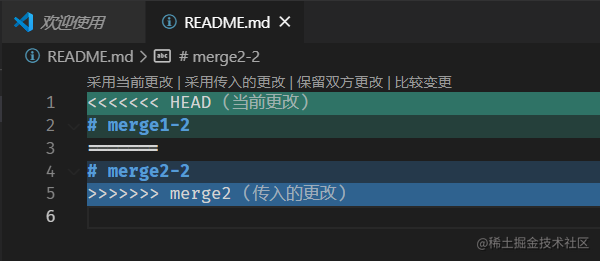 欢迎使用 README.md
README.md > # merge2-2
采用当前更改 | 采用传入的更改 | 保留双方更改 | 比较变更
1 <<<<<<< HEAD (当前更改)
2 # merge1-2
3 =======
4 # merge2-2
5 >>>>>>> merge2 (传入的更改)
6
@稀土掘金技术社区